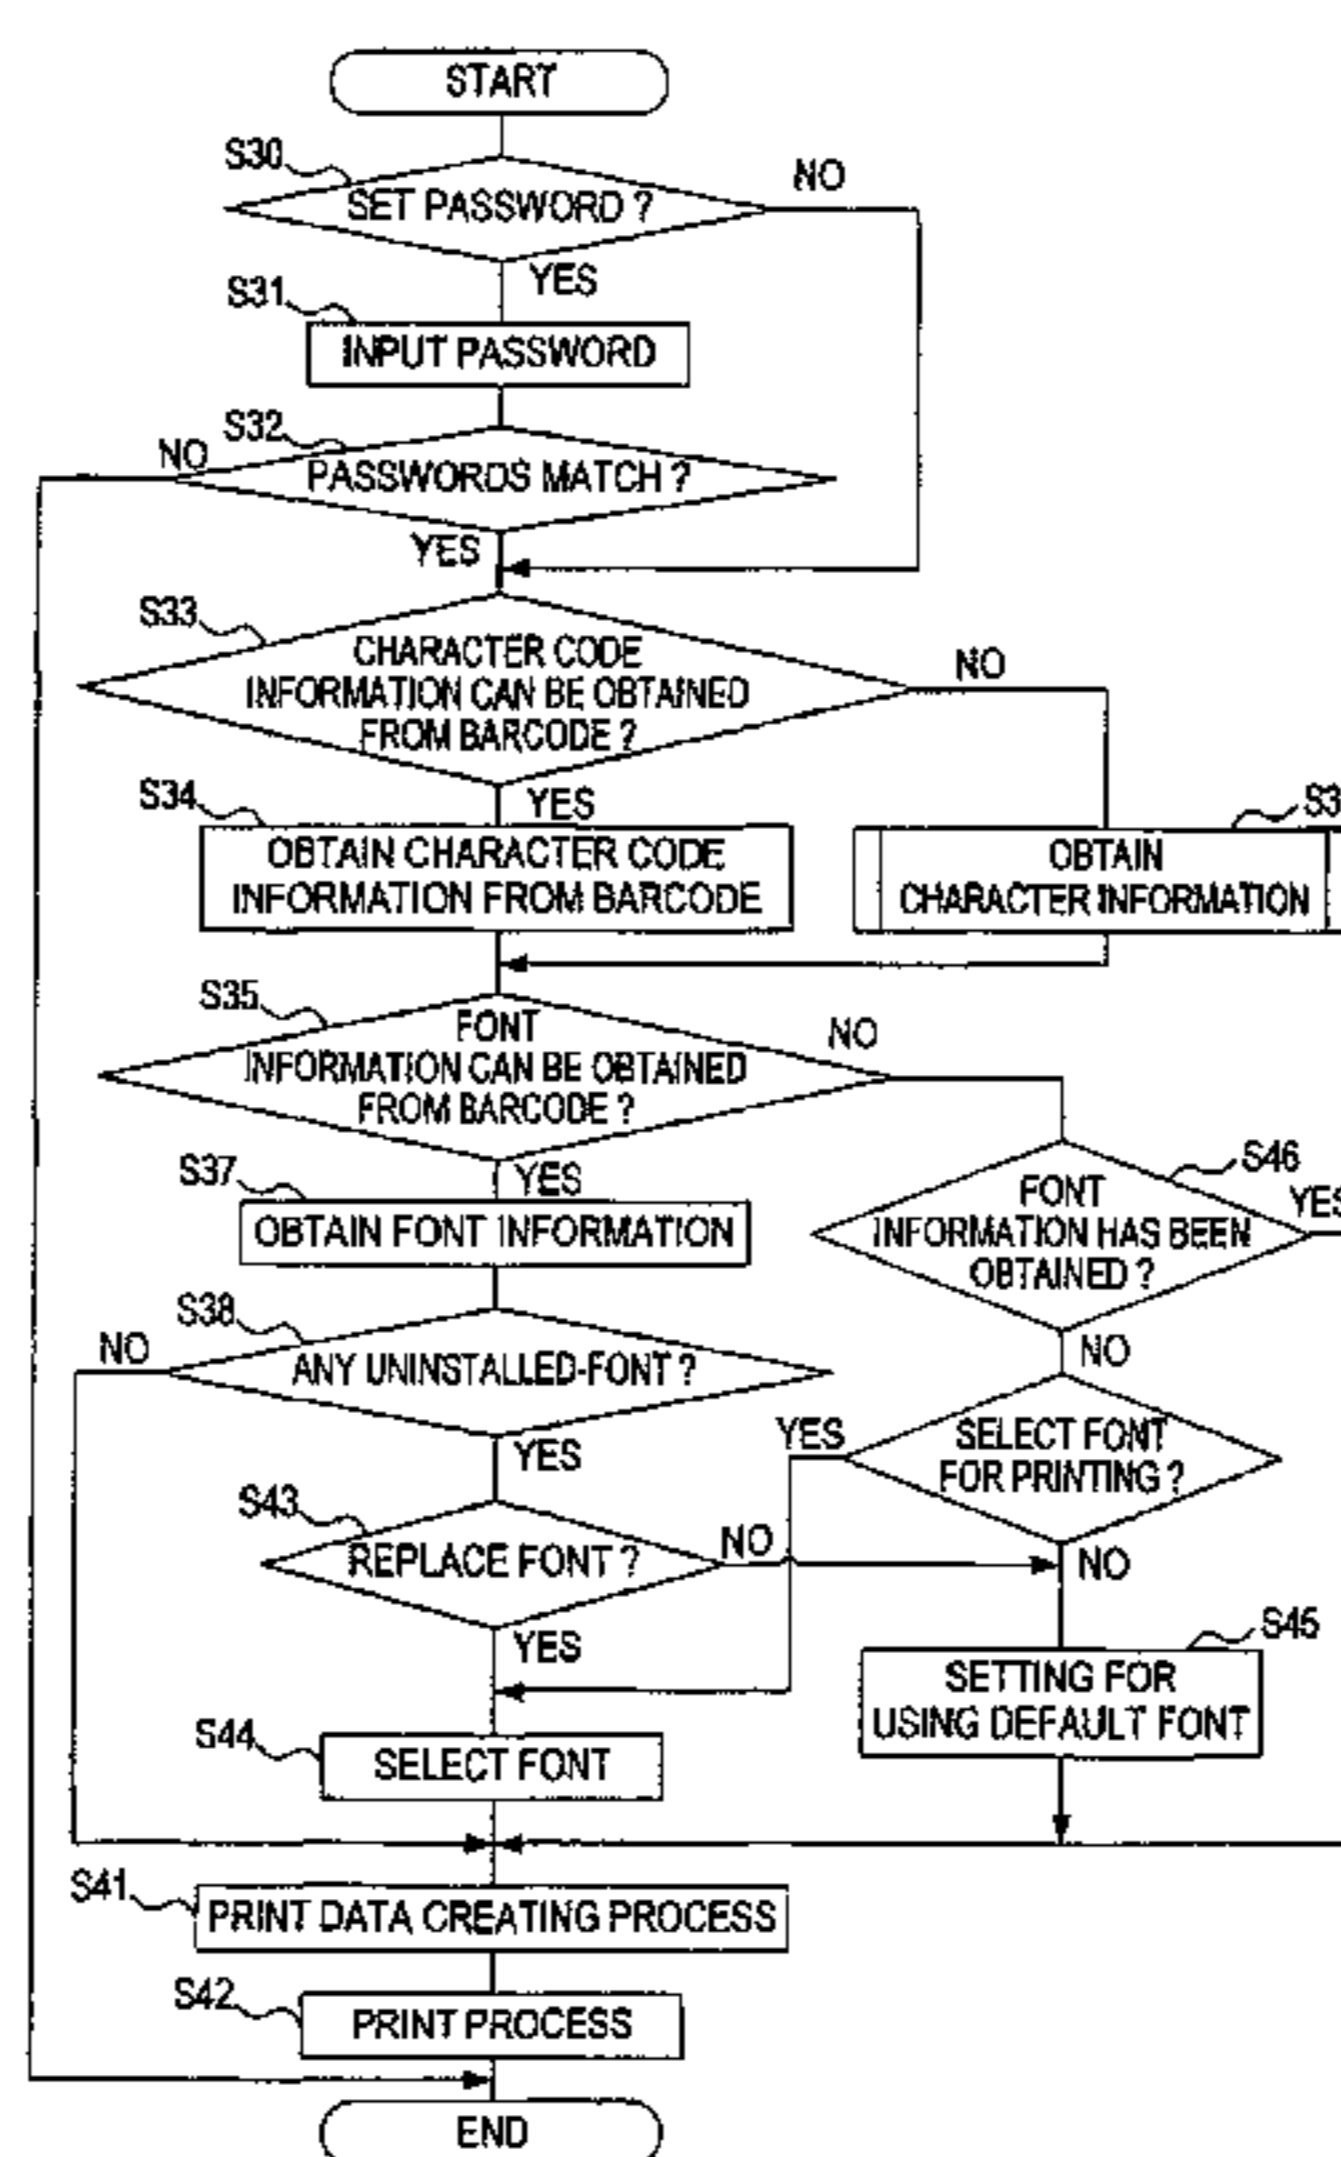 START
S30
SET PASSWORD ?
NO
YES
S31
INPUT PASSWORD
S32
NO
PASSWORDS MATCH ?
YES
S33
CHARACTER CODE
INFORMATION CAN BE OBTAINED
FROM BARCODE ?
NO
YES
S34
OBTAIN CHARACTER CODE
INFORMATION FROM BARCODE
S3
OBTAIN
CHARACTER INFORMATION
S35
FONT
INFORMATION CAN BE OBTAINED
FROM BARCODE ?
NO
YES
S37
OBTAIN FONT INFORMATION
S46
FONT
INFORMATION HAS BEEN
OBTAINED ?
YES
NO
S38
NO
ANY UNINSTALLED-FONT ?
YES
YES
SELECT FONT
FOR PRINTING ?
NO
S43
REPLACE FONT ?
NO
YES
S45
SETTING FOR
USING DEFAULT FONT
S44
SELECT FONT
S41
PRINT DATA CREATING PROCESS
S42
PRINT PROCESS
END